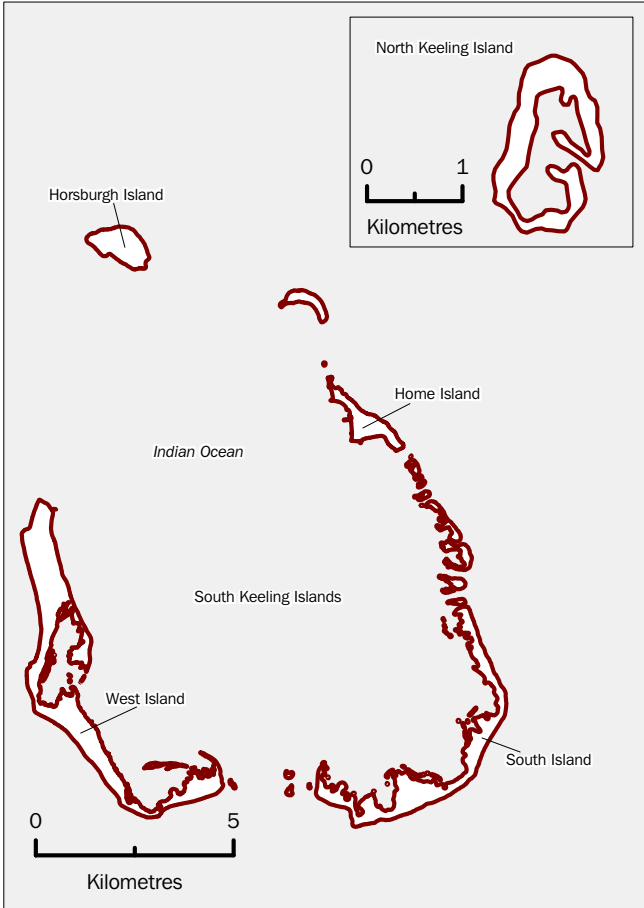 North Keeling Island
0 1
Kilometres
Horsburgh Island
Home Island
Indian Ocean
South Keeling Islands
West Island
South Island
0 5
Kilometres